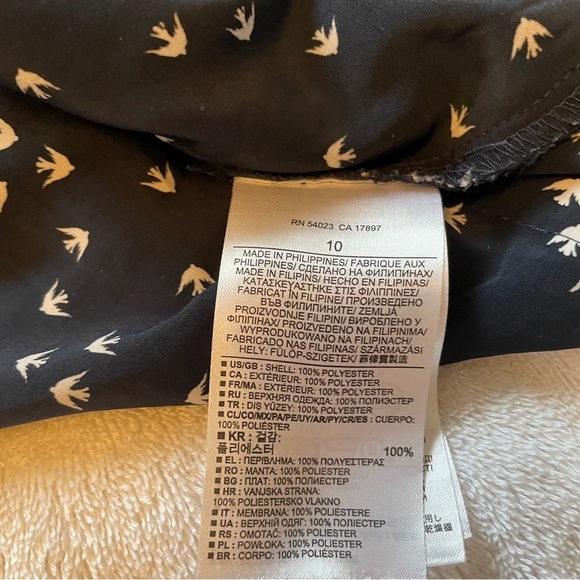 RN 54023 CA 17897
10
MADE IN PHILIPPINES/ FABRIQUE AUX
PHILIPPINES/ СДЕЛАНО НА ФИЛИПИНАХ/
MADE IN FILIPINS/ HECHO EN FILIPINAS/
ΚΑΤΑΣΚΕΥΑΣΤΗΚΕ ΣΤΙΣ ΦΙΛΙΠΠΙΝΕΣ/
FABRICAT ÎN FILIPINE/ ПРОИЗВЕДЕНО
ВЪВ ФИЛИПИНИТЕ/ ZEMLJA
PROIZVODNJE FILIPINI/ ВИРОБЛЕНО У
ФІЛІППІНАХ/ PROIZVEDENO NA FILIPINIMA/
WYPRODUKOWANO NA FILIPINACH/
FABRICADO NAS FILIPINAS/ SZÁRMAZÁSI
HELY: FÜLÖP-SZIGETEK/ 菲律賓製造
■ US/GB : SHELL: 100% POLYESTER
■ CA : EXTÉRIEUR: 100% POLYESTER
■ FR/MA : EXTÉRIEUR: 100% POLYESTER
■ RU : ВЕРХНЯЯ ОДЕЖДА: 100% ПОЛИЭСТЕР
■ TR : DIŞ YÜZEY: 100% POLYESTER
■ CL/CO/MX/PA/PE/UY/AR/PY/CR/ES : CUERPO:
100% POLIÉSTER
■ KR : 겉감:
폴리에스터 100%
■ EL : ΠΕΡ/ΒΛΗΜΑ: 100% ΠΟΛΥΕΣΤΕΡΑΣ
■ RO : MANTA: 100% POLIESTER
■ BG : ПЛАТ: 100% ПОЛИЕСТЕР
■ HR : VANJSKA STRANA:
100% POLIESTERSKO VLAKNO
■ IT : MEMBRANA: 100% POLIESTERE
■ UA : ВЕРХНІЙ ОДЯГ: 100% ПОЛІЕСТЕР
■ RS : OMOTAČ: 100% POLIESTER
■ PL : POWŁOKA: 100% POLIESTER
■ BR : CORPO: 100% POLIÉSTER